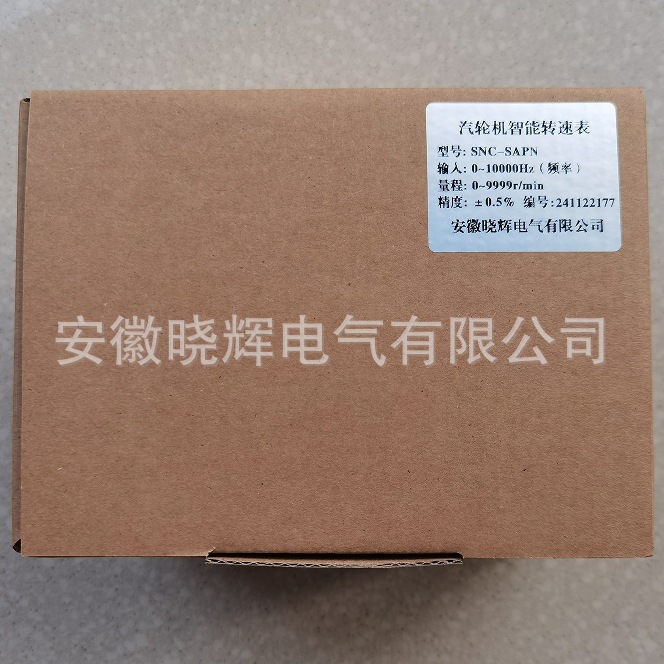 汽轮机智能转速表
型号: SNC-SAPN
输入: 0~10000Hz（频率）
量程: 0~9999r/min
精度: ±0.5% 编号:241122177
安徽晓辉电气有限公司
安徽晓辉电气有限公司